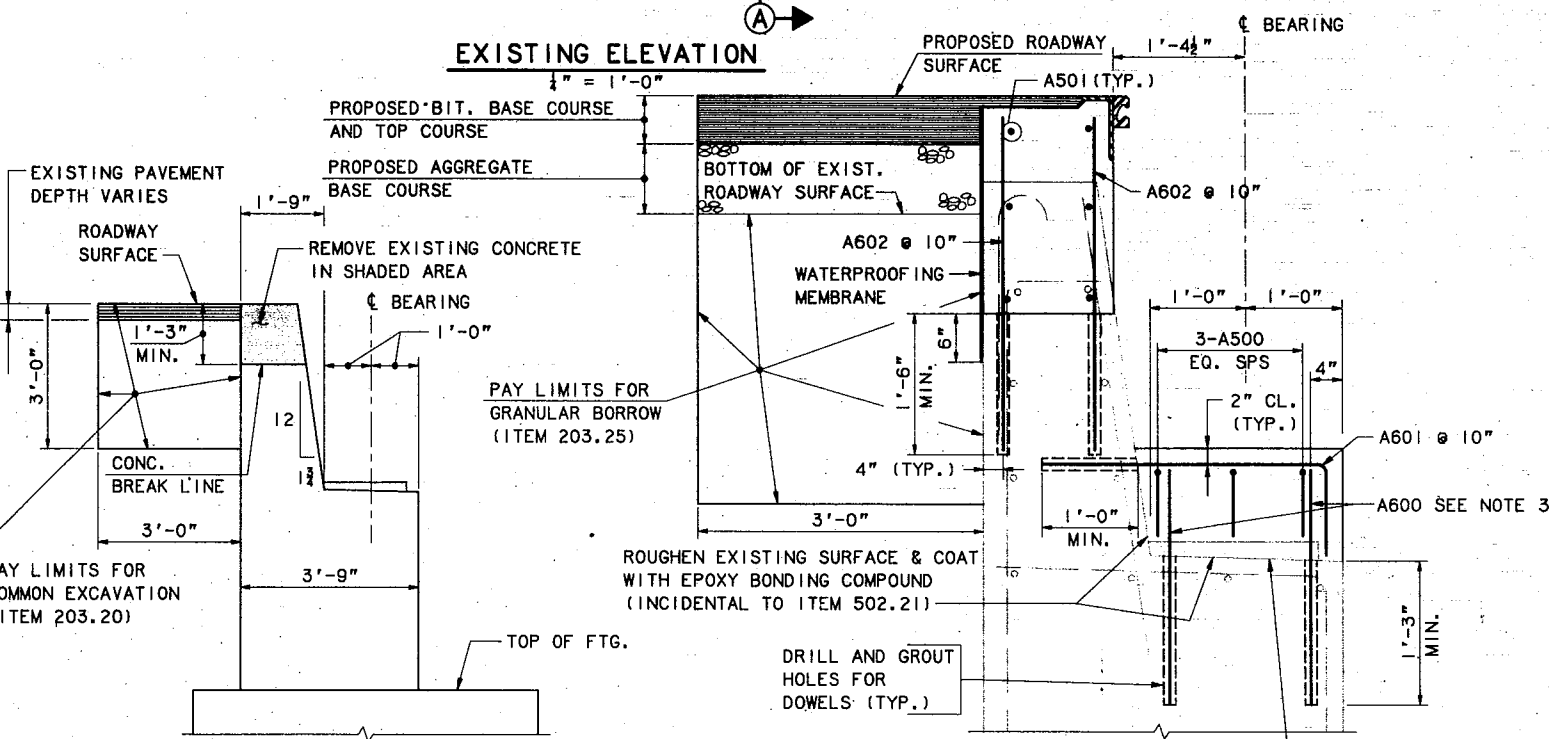 A
EXISTING ELEVATION
¼" = 1'-0"
PROPOSED BIT. BASE COURSE
AND TOP COURSE
PROPOSED AGGREGATE
BASE COURSE
EXISTING PAVEMENT
DEPTH VARIES
ROADWAY
SURFACE
1'-9"
REMOVE EXISTING CONCRETE
IN SHADED AREA
℄ BEARING
1'-0"
1'-3"
MIN.
3'-0"
12
1¾
CONC.
BREAK LINE
3'-0"
3'-9"
AY LIMITS FOR
OMMON EXCAVATION
ITEM 203.20)
TOP OF FTG.
PROPOSED ROADWAY
SURFACE
1'-4½"
℄ BEARING
A501 (TYP.)
BOTTOM OF EXIST.
ROADWAY SURFACE
A602 @ 10"
A602 @ 10"
WATERPROOFING
MEMBRANE
6"
1'-6"
MIN.
PAY LIMITS FOR
GRANULAR BORROW
(ITEM 203.25)
4" (TYP.)
3'-0"
1'-0"
1'-0"
3-A500
EQ. SPS
4"
2" CL.
(TYP.)
A601 @ 10"
A600 SEE NOTE 3
1'-0"
MIN.
ROUGHEN EXISTING SURFACE & COAT
WITH EPOXY BONDING COMPOUND
(INCIDENTAL TO ITEM 502.21)
1'-3"
MIN.
DRILL AND GROUT
HOLES FOR
DOWELS (TYP.)